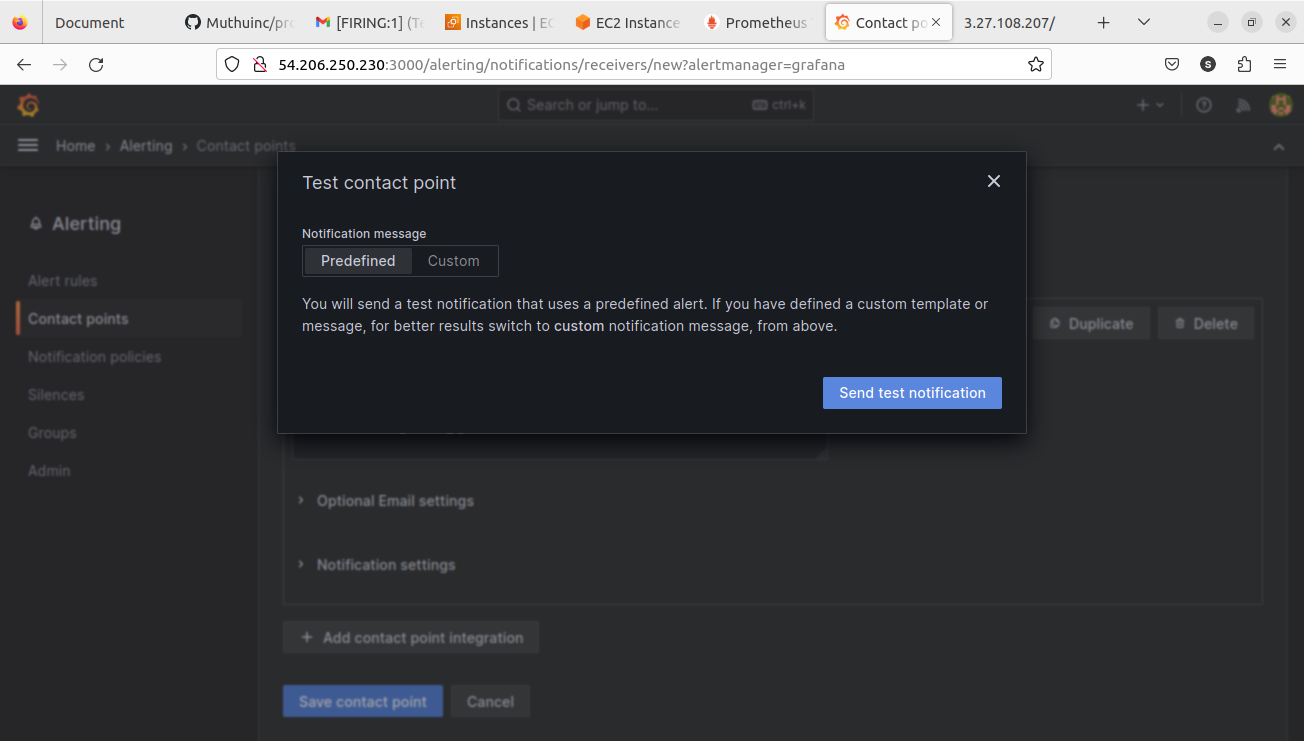 Document
Muthuinc/pro
[FIRING:1] (Te
Instances | EC
EC2 Instance
Prometheus
Contact po
3.27.108.207/
54.206.250.230:3000/alerting/notifications/receivers/new?alertmanager=grafana
S
Search or jump to...
ctrl+k
Home › Alerting › Contact points
Test contact point
Alerting
Notification message
Predefined
Custom
Alert rules
You will send a test notification that uses a predefined alert. If you have defined a custom template or
message, for better results switch to custom notification message, from above.
Contact points
Duplicate
Delete
Notification policies
Silences
Send test notification
Groups
Admin
Optional Email settings
Notification settings
Add contact point integration
Save contact point
Cancel